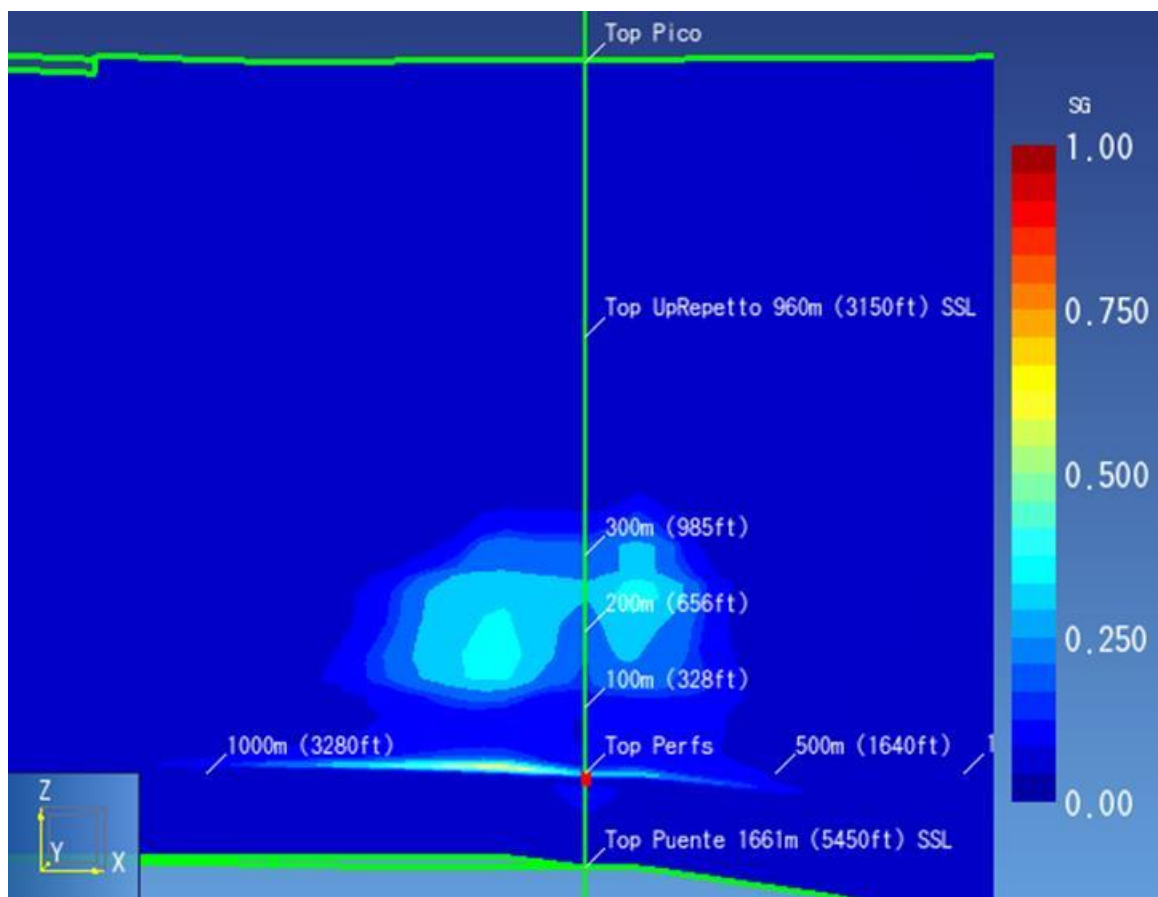 Top Pico
SG
1.00
Top UpRepetto 960m (3150ft) SSL
0.750
0.500
300m (985ft)
200m (656ft)
0.250
100m (328ft)
1000m (3280ft)
Top Perfs
500m (1640ft)
1
0.00
Z
Y
X
Top Puente 1661m (5450ft) SSL